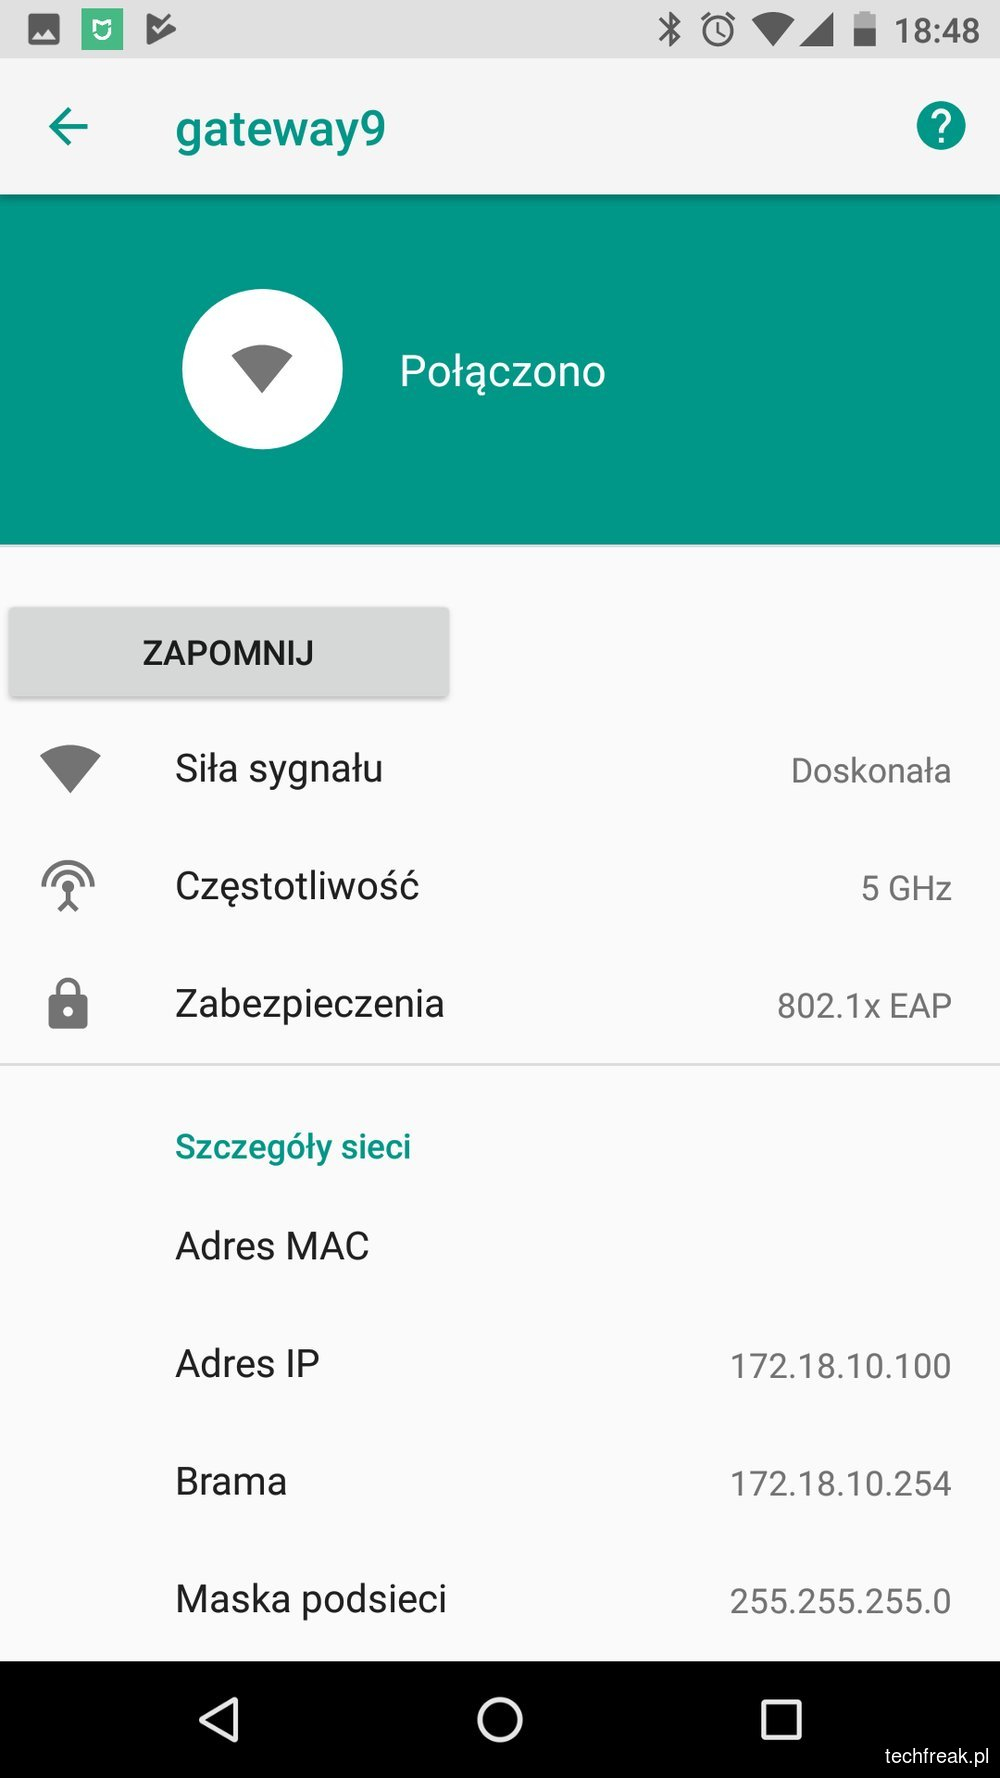 18:48
gateway9
Połączono
ZAPOMNIJ
Siła sygnału Doskonała
Częstotliwość 5 GHz
Zabezpieczenia 802.1x EAP
Szczegóły sieci
Adres MAC
Adres IP 172.18.10.100
Brama 172.18.10.254
Maska podsieci 255.255.255.0
techfreak.pl